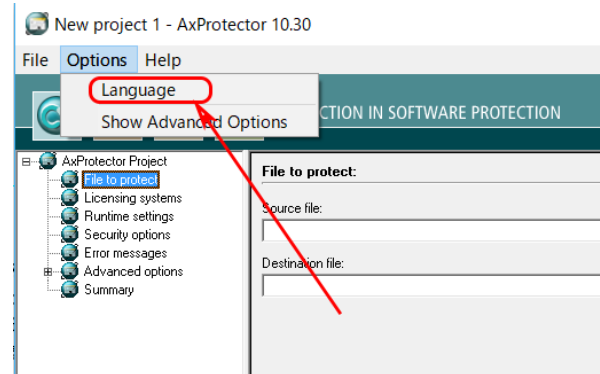 New project 1 - AxProtector 10.30
File Options Help
Language
Show Advanced Options
CTION IN SOFTWARE PROTECTION
AxProtector Project
File to protect
Licensing systems
Runtime settings
Security options
Error messages
Advanced options
Summary
File to protect:
Source file:
Destination file: